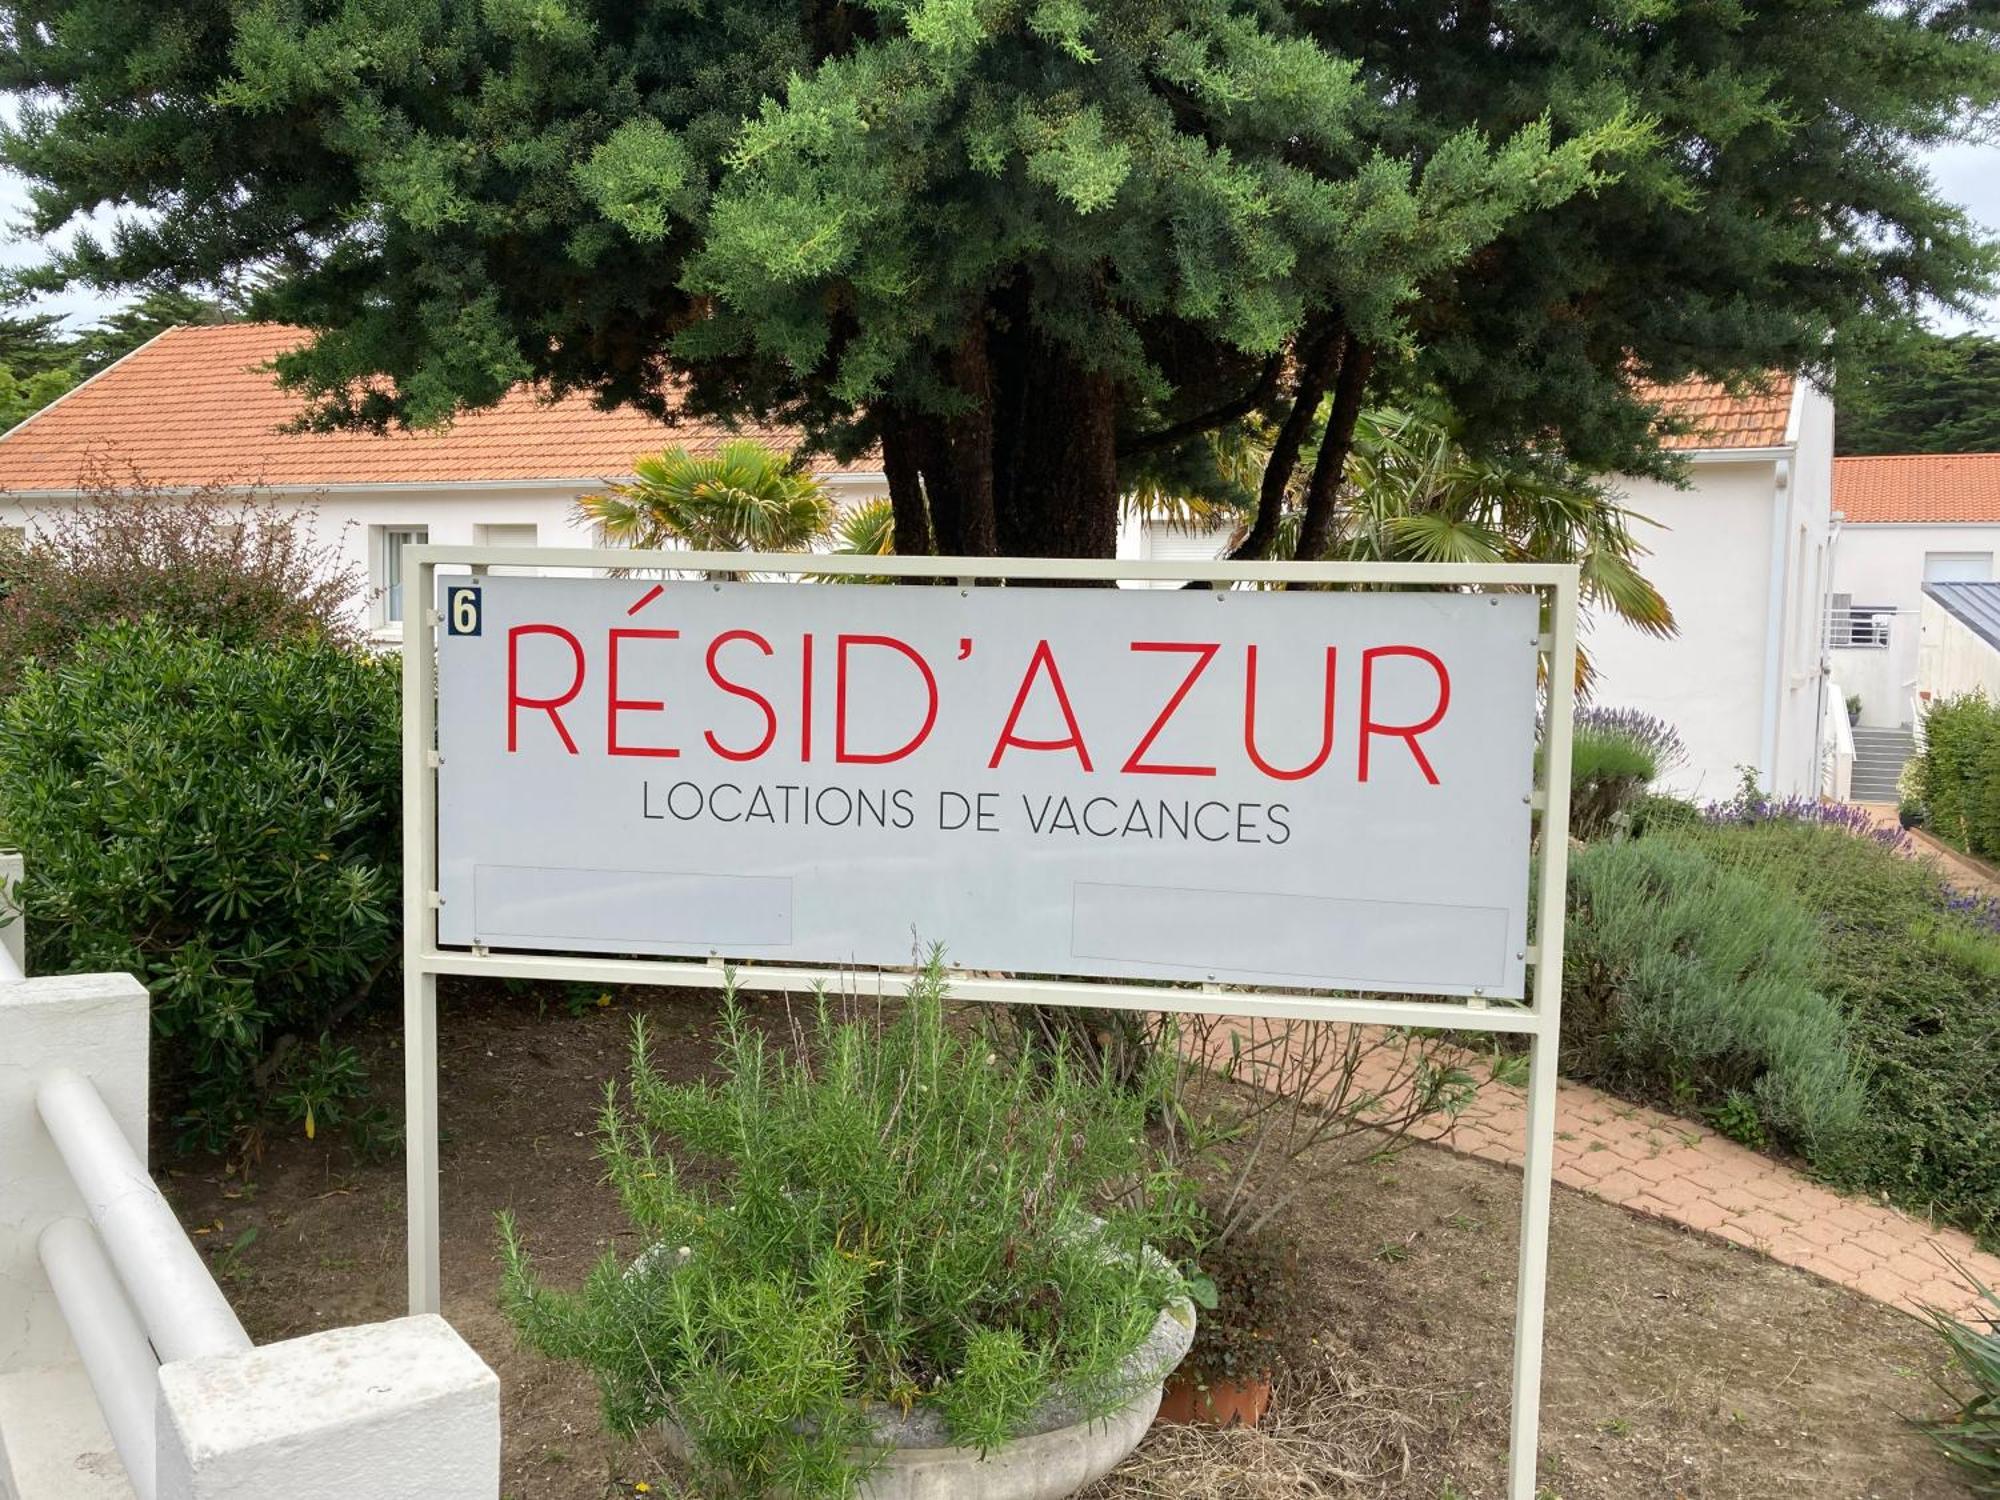 6
RÉSID'AZUR
LOCATIONS DE VACANCES